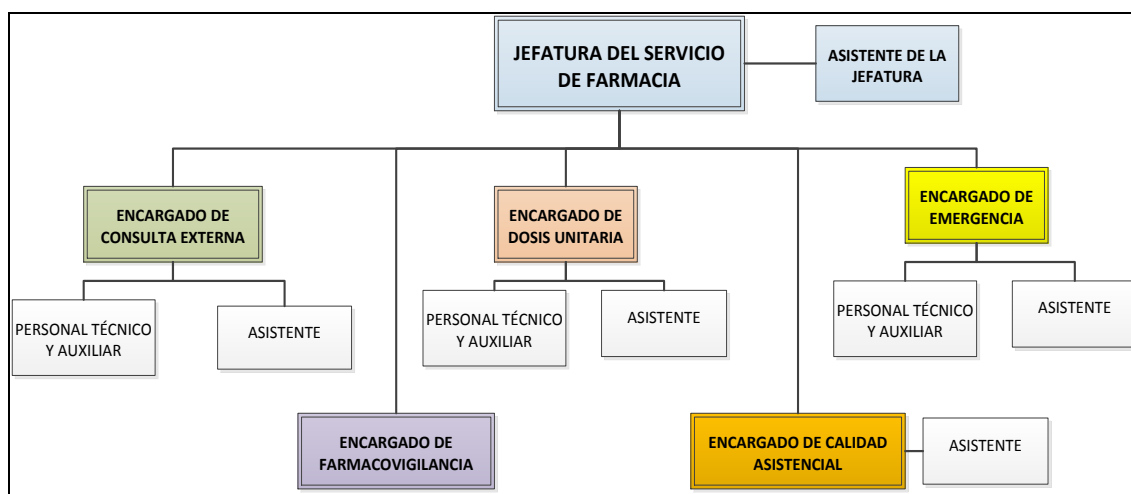 JEFATURA DEL SERVICIO
DE FARMACIA
ASISTENTE DE LA
JEFATURA
ENCARGADO DE
CONSULTA EXTERNA
ENCARGADO DE
DOSIS UNITARIA
ENCARGADO DE
EMERGENCIA
PERSONAL TÉCNICO
Y AUXILIAR
ASISTENTE
PERSONAL TÉCNICO
Y AUXILIAR
ASISTENTE
PERSONAL TÉCNICO
Y AUXILIAR
ASISTENTE
ENCARGADO DE
FARMACOVIGILANCIA
ENCARGADO DE CALIDAD
ASISTENCIAL
ASISTENTE